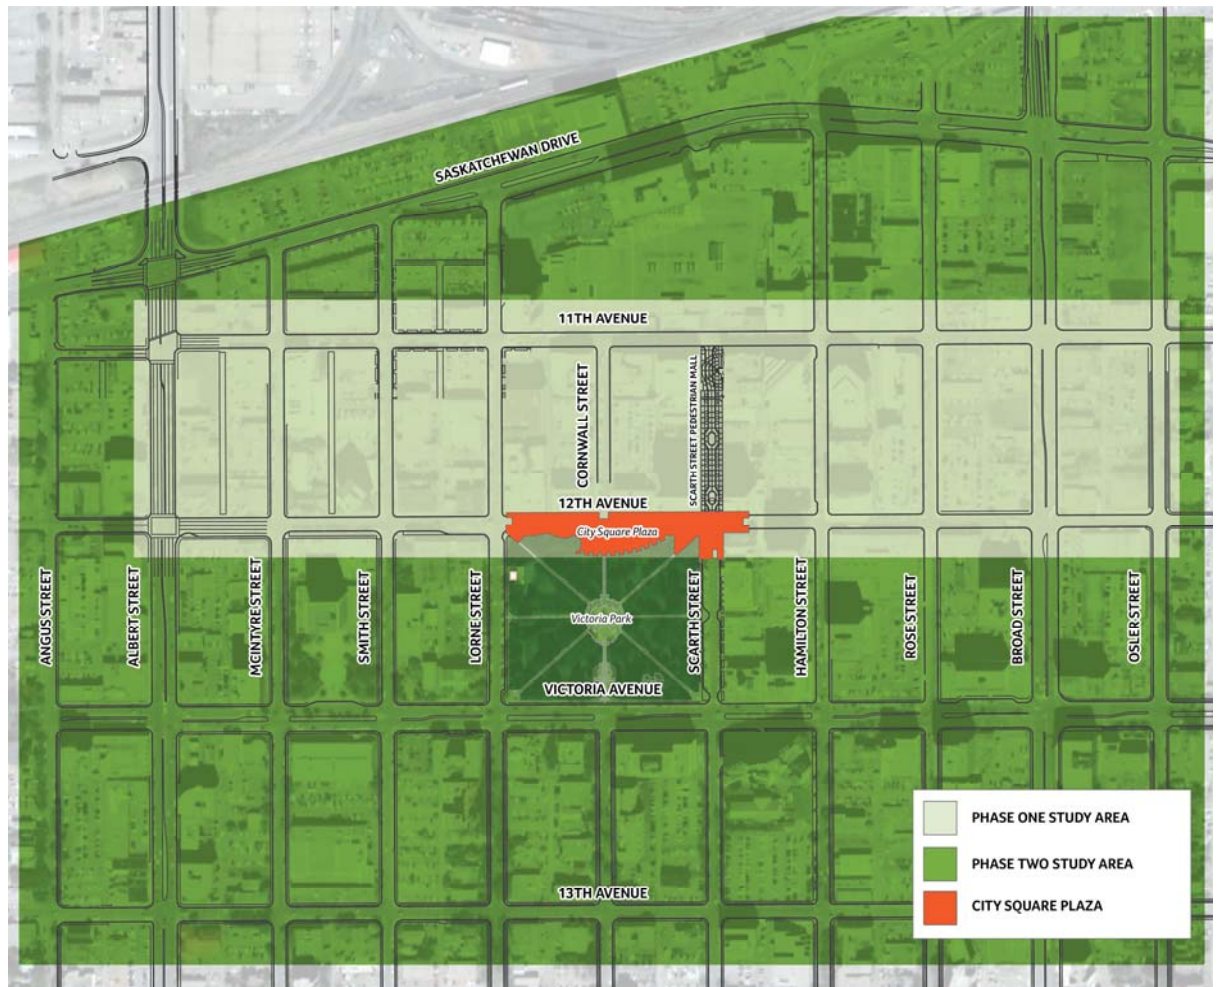 SASKATCHEWAN DRIVE
11TH AVENUE
CORNWALL STREET
SCARTH STREET PEDESTRIAN MALL
12TH AVENUE
City Square Plaza
ANGUS STREET
ALBERT STREET
MCINTYRE STREET
SMITH STREET
LORNE STREET
Victoria Park
SCARTH STREET
HAMILTON STREET
ROSE STREET
BROAD STREET
OSLER STREET
VICTORIA AVENUE
13TH AVENUE
PHASE ONE STUDY AREA
PHASE TWO STUDY AREA
CITY SQUARE PLAZA